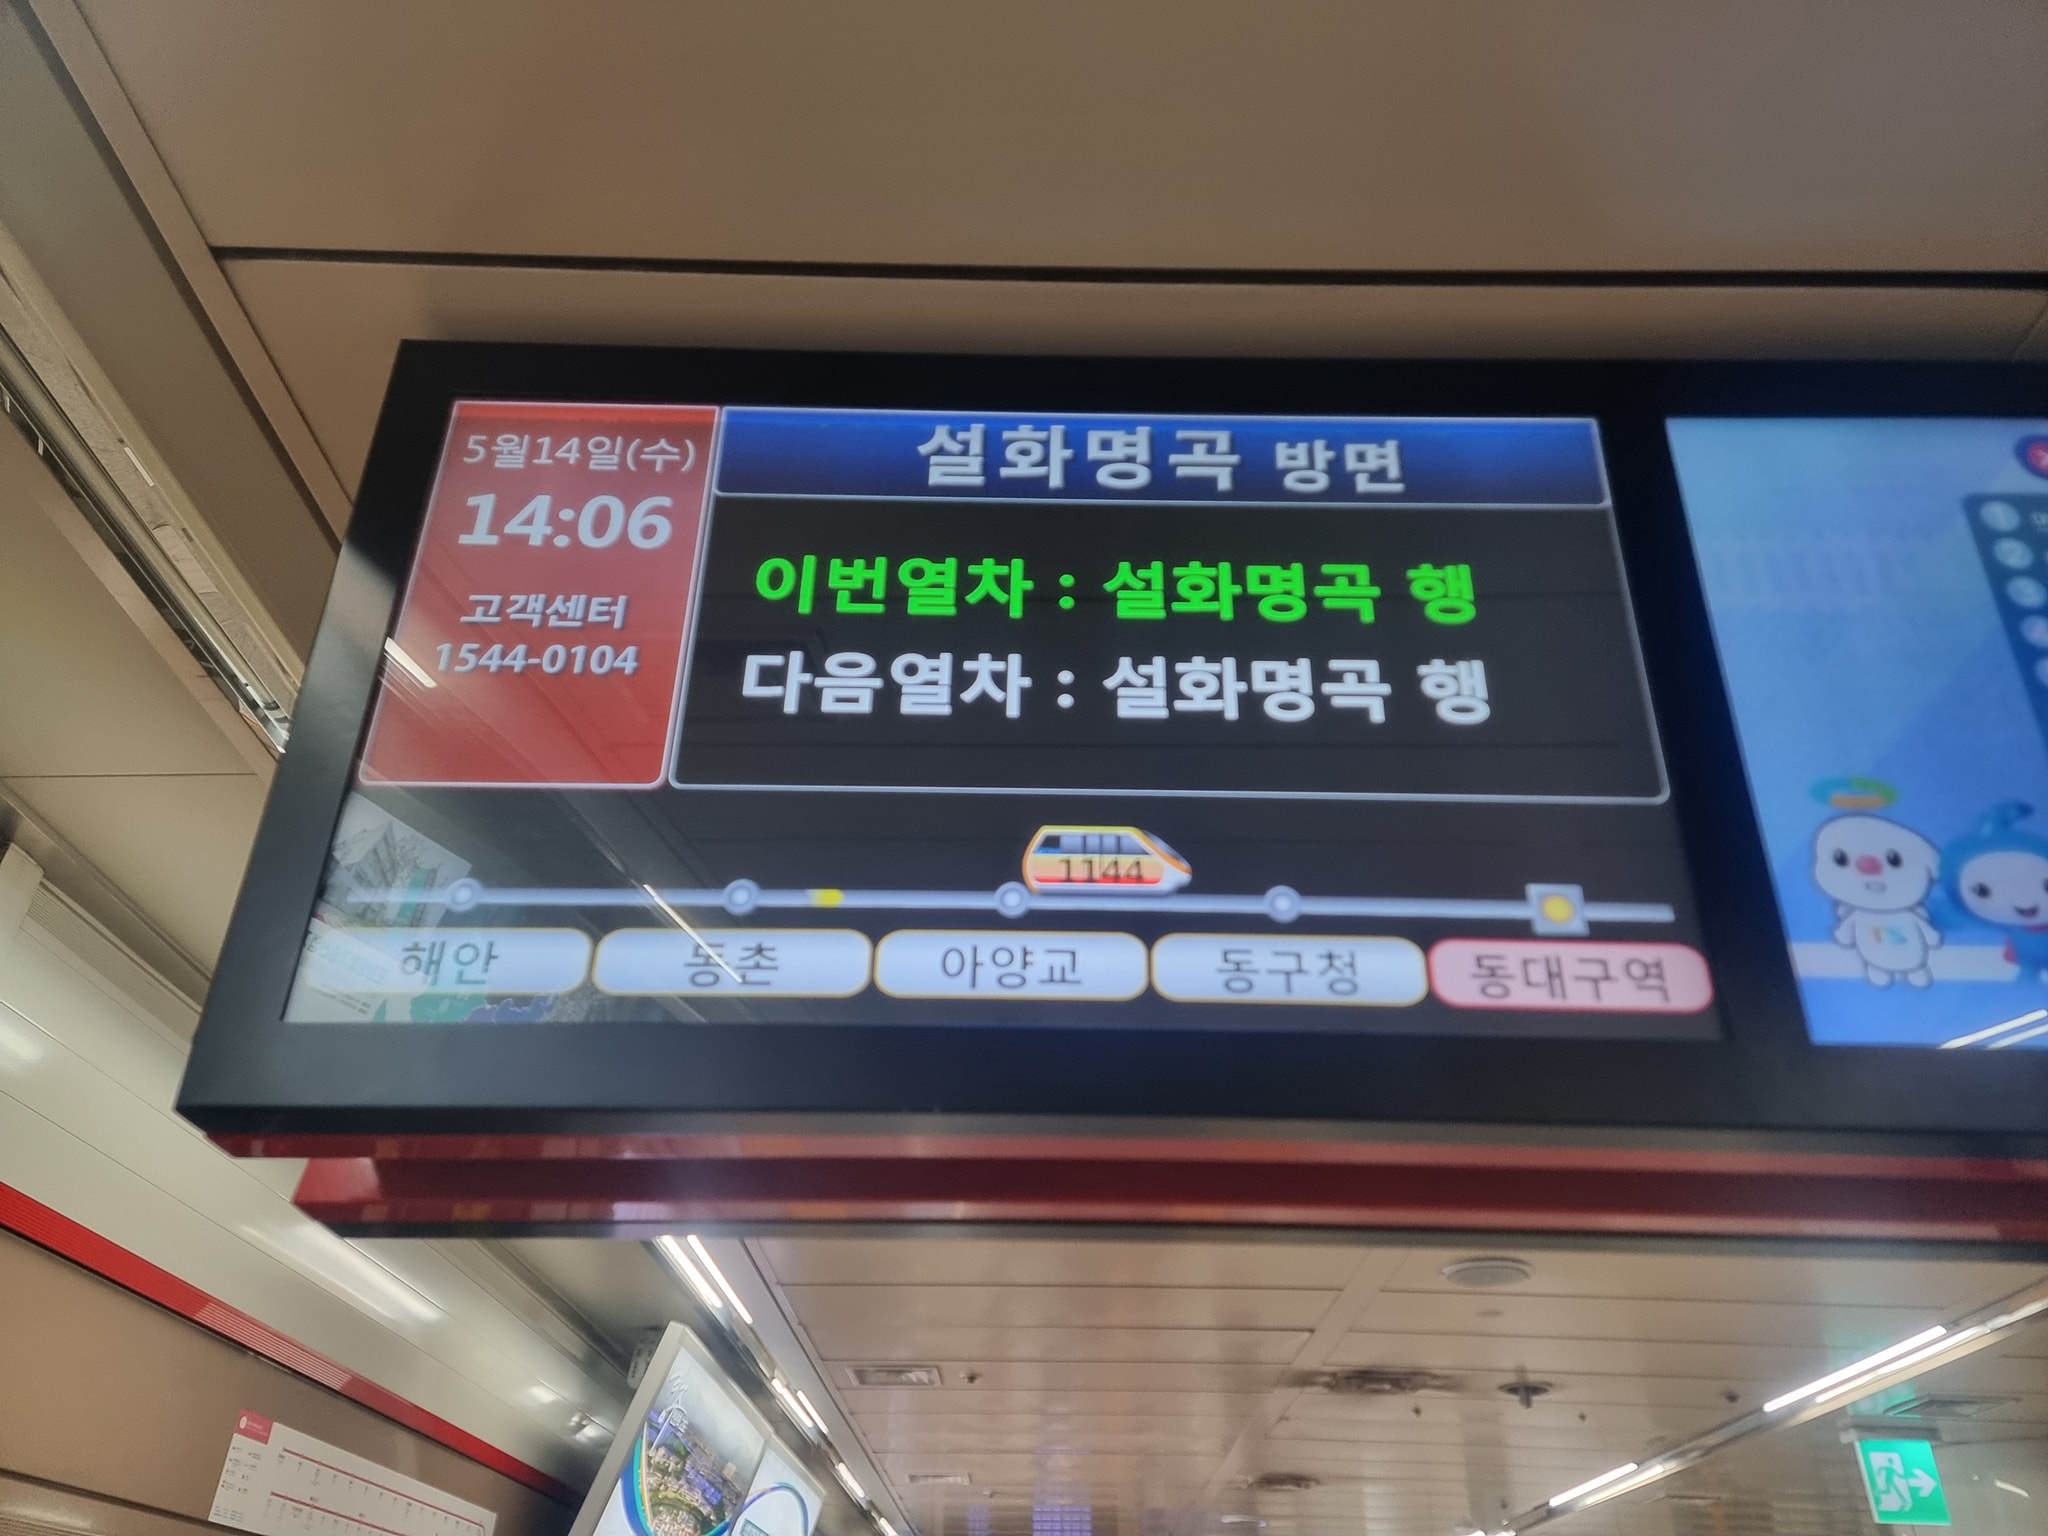 5월14일(수)
14:06
고객센터
1544-0104
설화명곡 방면
이번열차 : 설화명곡 행
다음열차 : 설화명곡 행
1144
해안 동촌 아양교 동구청 동대구역